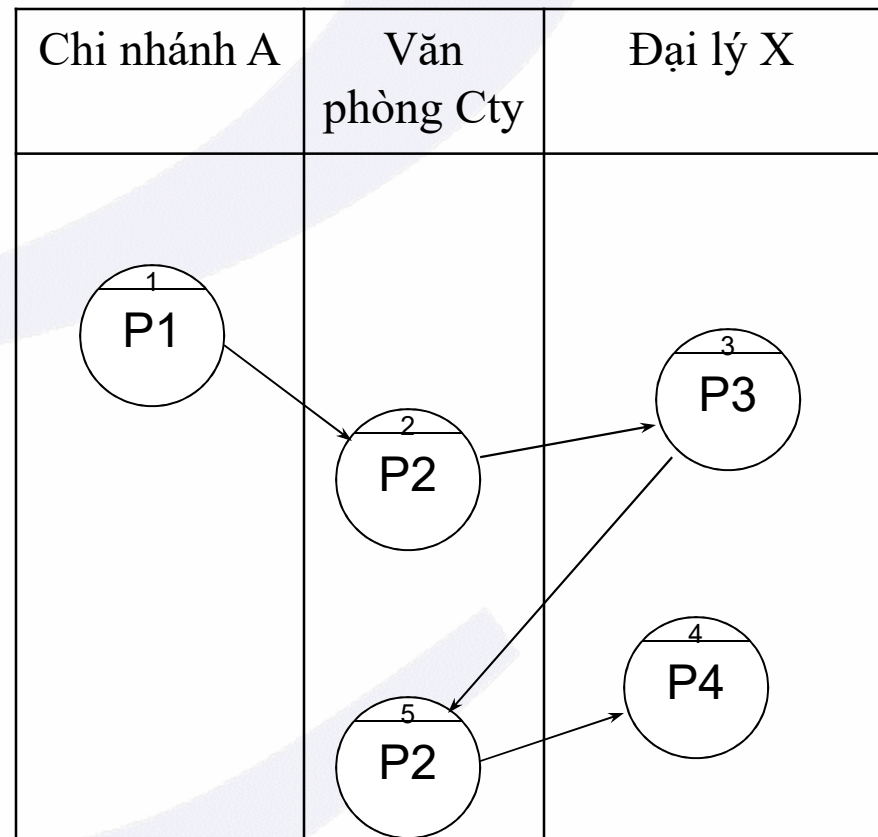 Chi nhánh A
Văn
phòng Cty
Đại lý X
1
P1
2
P2
3
P3
4
P4
5
P2